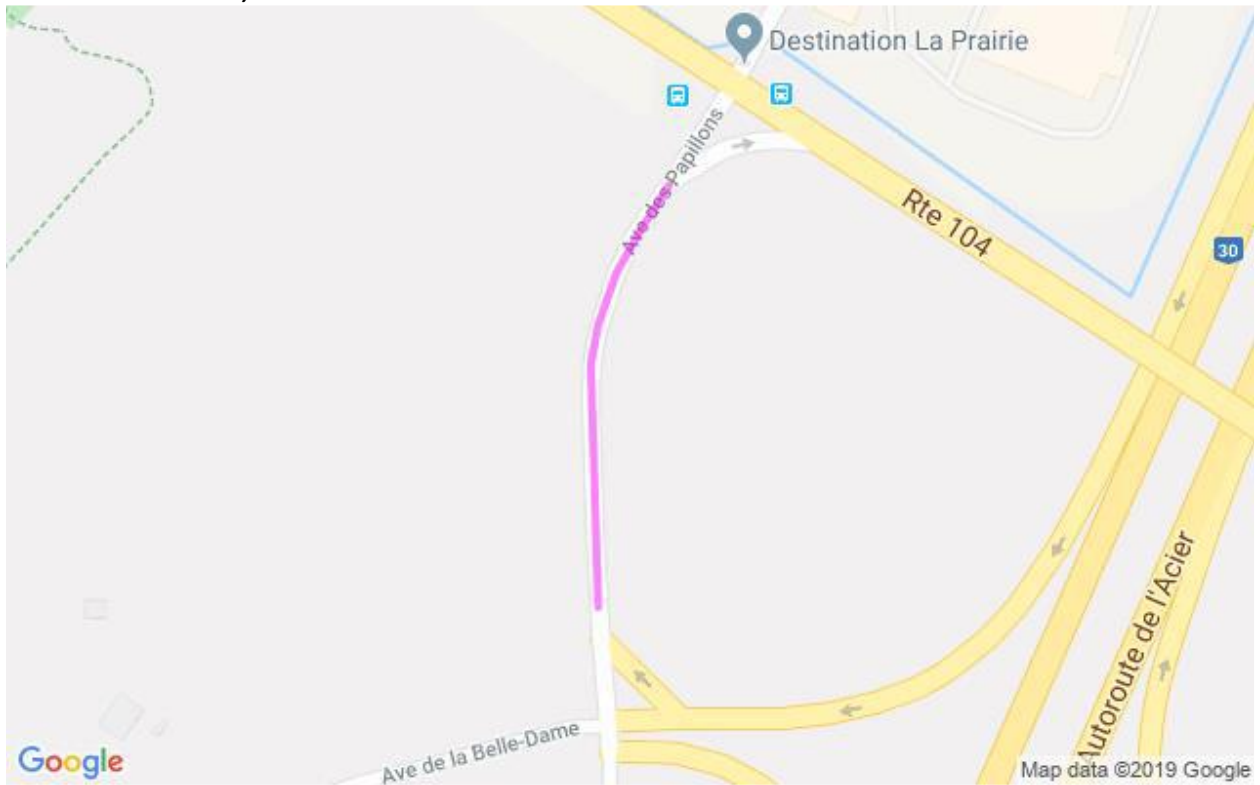 Destination La Prairie
Ave des Papillons
Rte 104
30
Autoroute de l'Acier
Ave de la Belle-Dame
Google
Map data ©2019 Google